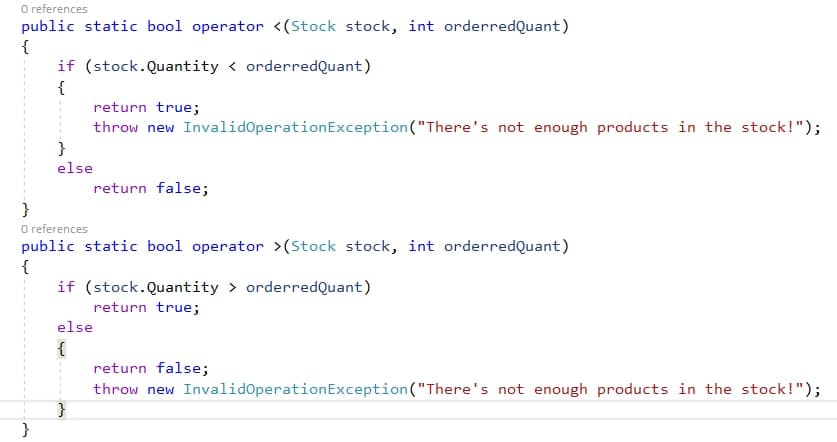 0 references
public static bool operator <(Stock stock, int orderredQuant)
{
    if (stock.Quantity < orderredQuant)
    {
        return true;
        throw new InvalidOperationException("There's not enough products in the stock!");
    }
    else
        return false;
}
0 references
public static bool operator >(Stock stock, int orderredQuant)
{
    if (stock.Quantity > orderredQuant)
        return true;
    else
    {
        return false;
        throw new InvalidOperationException("There's not enough products in the stock!");
    }
}